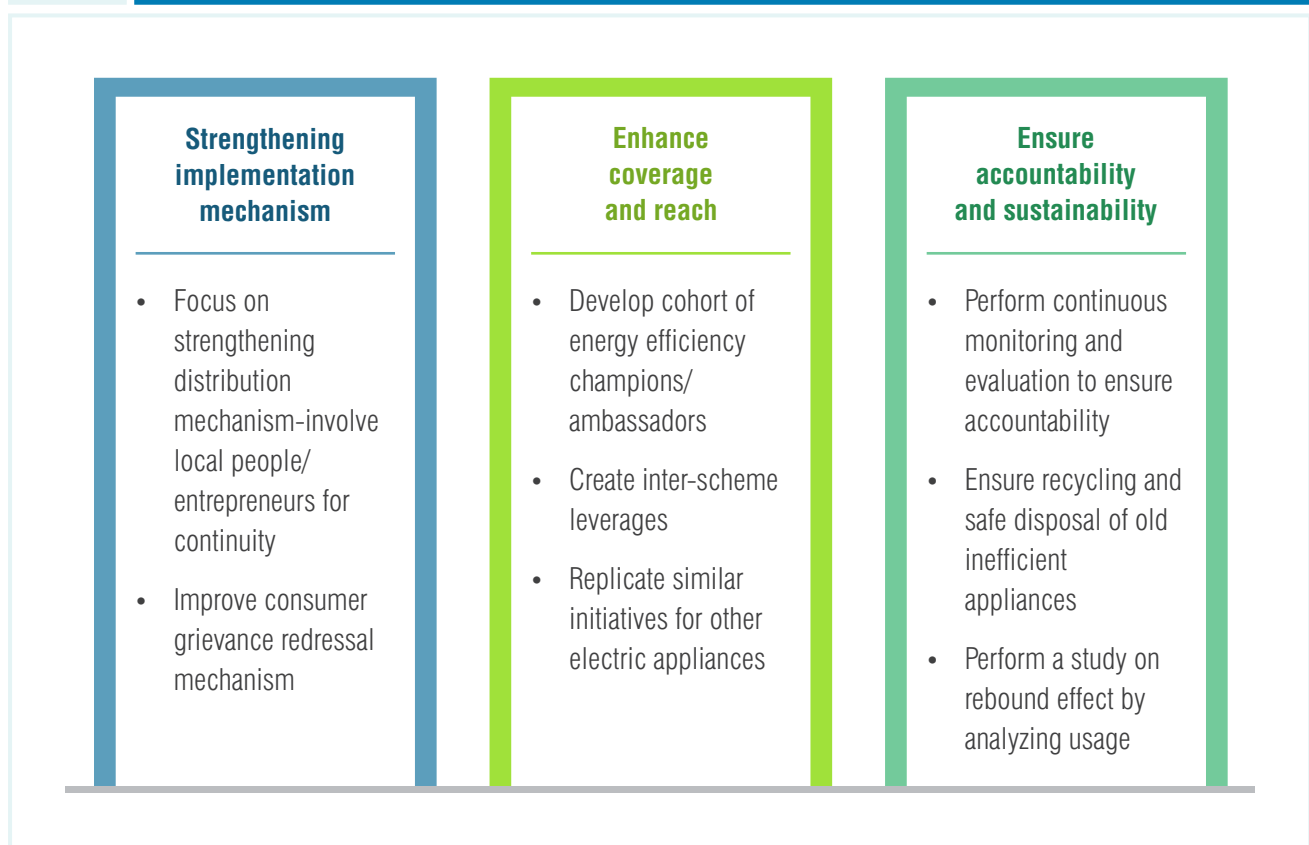 Strengthening
implementation
mechanism
• Focus on
strengthening
distribution
mechanism-involve
local people/
entrepreneurs for
continuity
• Improve consumer
grievance redressal
mechanism
Enhance
coverage
and reach
• Develop cohort of
energy efficiency
champions/
ambassadors
• Create inter-scheme
leverages
• Replicate similar
initiatives for other
electric appliances
Ensure
accountability
and sustainability
• Perform continuous
monitoring and
evaluation to ensure
accountability
• Ensure recycling and
safe disposal of old
inefficient
appliances
• Perform a study on
rebound effect by
analyzing usage